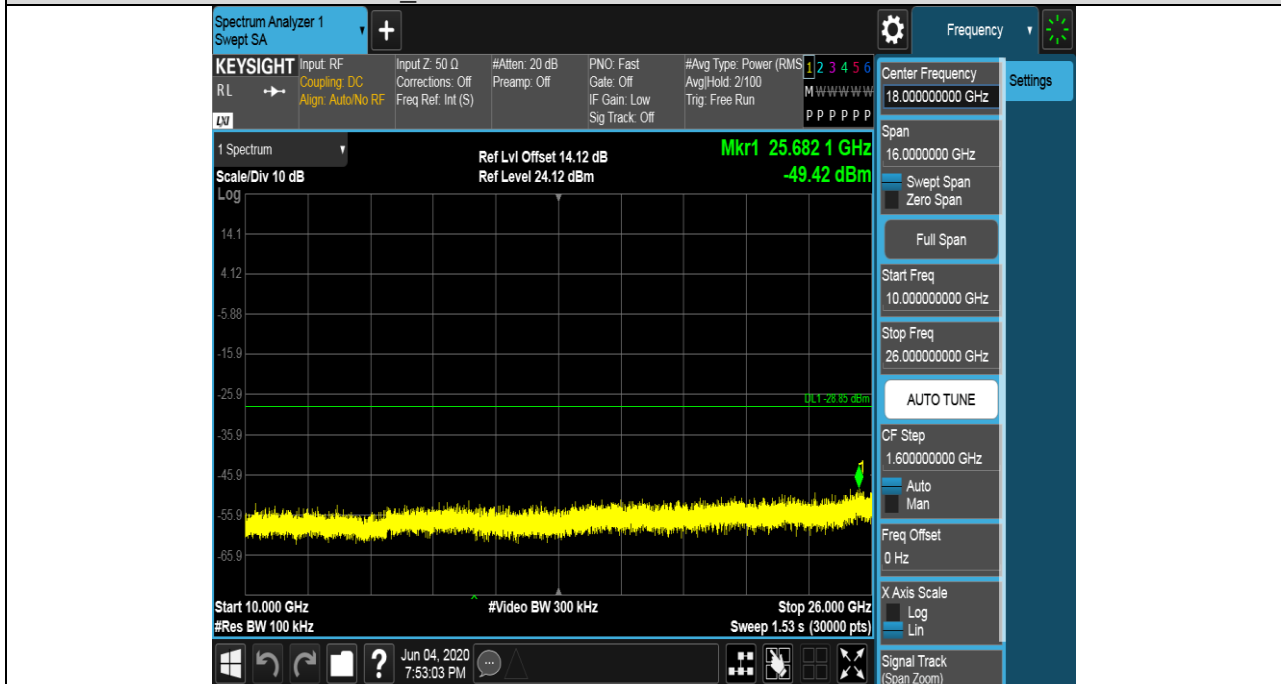 Spectrum Analyzer 1
Swept SA
+
Frequency
KEYSIGHT
RL
LXI
Input: RF
Coupling: DC
Align: Auto/No RF
Input Z: 50 Ω
Corrections: Off
Freq Ref: Int (S)
#Atten: 20 dB
Preamp: Off
PNO: Fast
Gate: Off
IF Gain: Low
Sig Track: Off
#Avg Type: Power (RMS
Avg|Hold: 2/100
Trig: Free Run
1 2 3 4 5 6
M W W W W W
P P P P P P
1 Spectrum
Scale/Div 10 dB
Log
Ref Lvl Offset 14.12 dB
Ref Level 24.12 dBm
Mkr1 25.682 1 GHz
-49.42 dBm
14.1
4.12
-5.88
-15.9
-25.9
DL1 -28.85 dBm
-35.9
-45.9
1
-55.9
-65.9
Start 10.000 GHz
#Video BW 300 kHz
Stop 26.000 GHz
#Res BW 100 kHz
Sweep 1.53 s (30000 pts)
?
Jun 04, 2020
7:53:03 PM
Center Frequency
18.000000000 GHz
Settings
Span
16.0000000 GHz
Swept Span
Zero Span
Full Span
Start Freq
10.000000000 GHz
Stop Freq
26.000000000 GHz
AUTO TUNE
CF Step
1.600000000 GHz
Auto
Man
Freq Offset
0 Hz
X Axis Scale
Log
Lin
Signal Track
(Span Zoom)